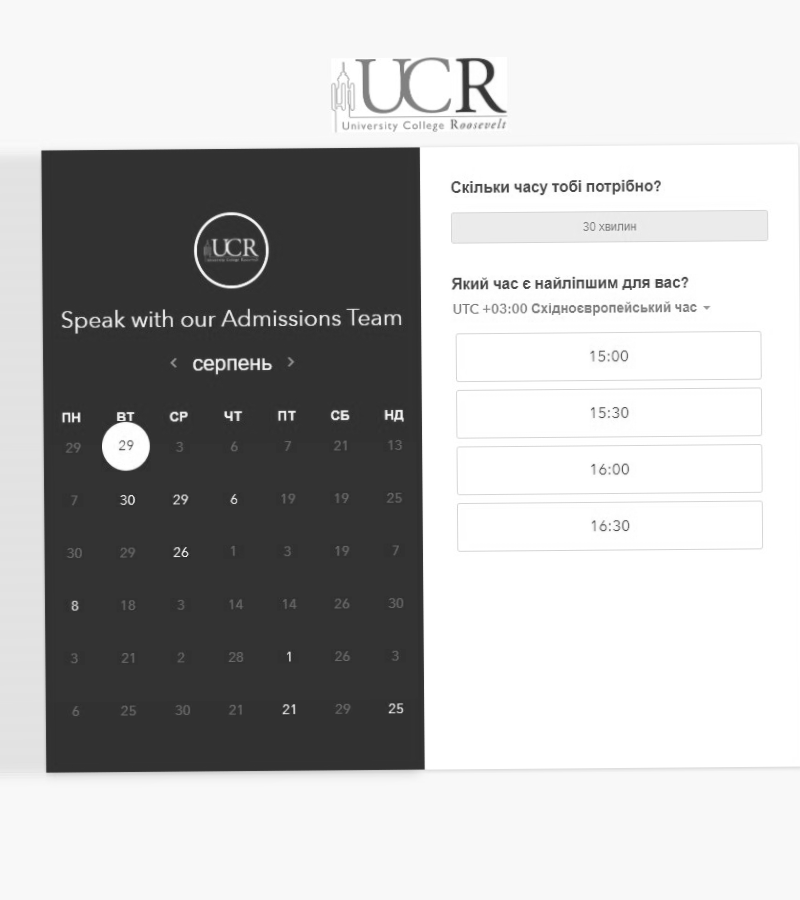 UCR
University College Roosevelt
UCR
University College Roosevelt
Speak with our Admissions Team
‹ серпень ›
ПН ВТ СР ЧТ ПТ СБ НД
29 29 3 6 7 21 13
7 30 29 6 19 19 25
30 29 26 1 3 19 7
8 18 3 14 14 26 30
3 21 2 28 1 26 3
6 25 30 21 21 29 25
Скільки часу тобі потрібно?
30 хвилин
Який час є найліпшим для вас?
UTC +03:00 Східноєвропейський час
15:00
15:30
16:00
16:30